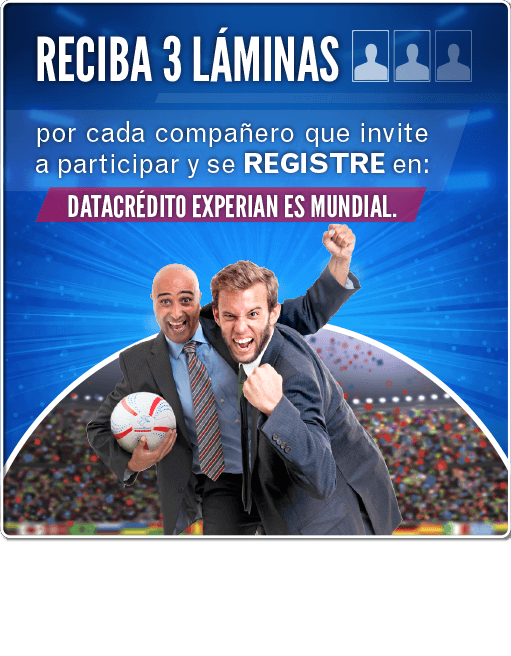 RECIBA 3 LÁMINAS
por cada compañero que invite
a participar y se REGISTRE en:
DATACRÉDITO EXPERIAN ES MUNDIAL.